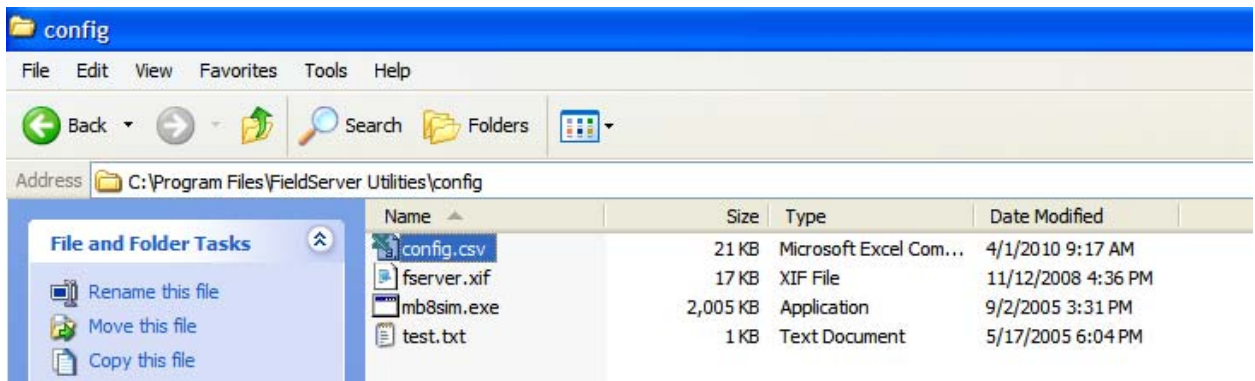 config
File Edit View Favorites Tools Help
Back Search Folders
Address C:\Program Files\FieldServer Utilities\config
Name Size Type Date Modified
File and Folder Tasks
config.csv 21 KB Microsoft Excel Com... 4/1/2010 9:17 AM
fserver.xif 17 KB XIF File 11/12/2008 4:36 PM
Rename this file
mb8sim.exe 2,005 KB Application 9/2/2005 3:31 PM
Move this file
test.txt 1 KB Text Document 5/17/2005 6:04 PM
Copy this file